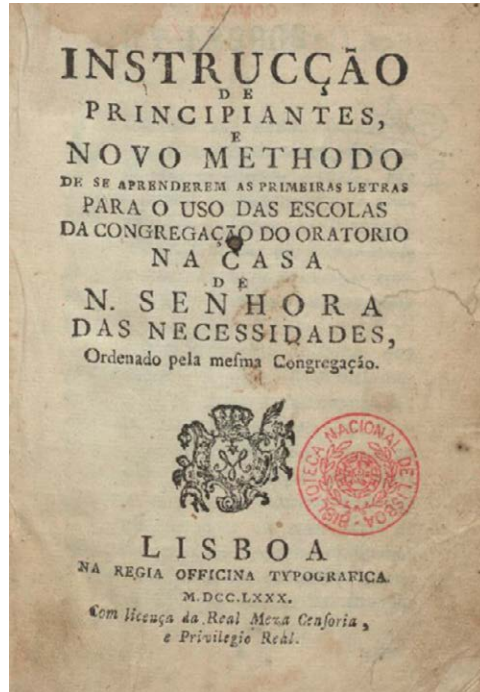 INSTRUCÇÃO
DE
PRINCIPIANTES,
E
NOVO METHODO
DE SE APRENDEREM AS PRIMEIRAS LETRAS
PARA O USO DAS ESCOLAS
DA CONGREGAÇÃO DO ORATORIO
NA CASA
DE
N. SENHORA
DAS NECESSIDADES,
Ordenado pela meſma Congregação.
BIBLIOTECA NACIONAL DE LISBOA
LISBOA
NA REGIA OFFICINA TYPOGRAFICA.
M.DCC.LXXX.
Com licença da Real Meza Cenſoria,
e Privilegio Real.